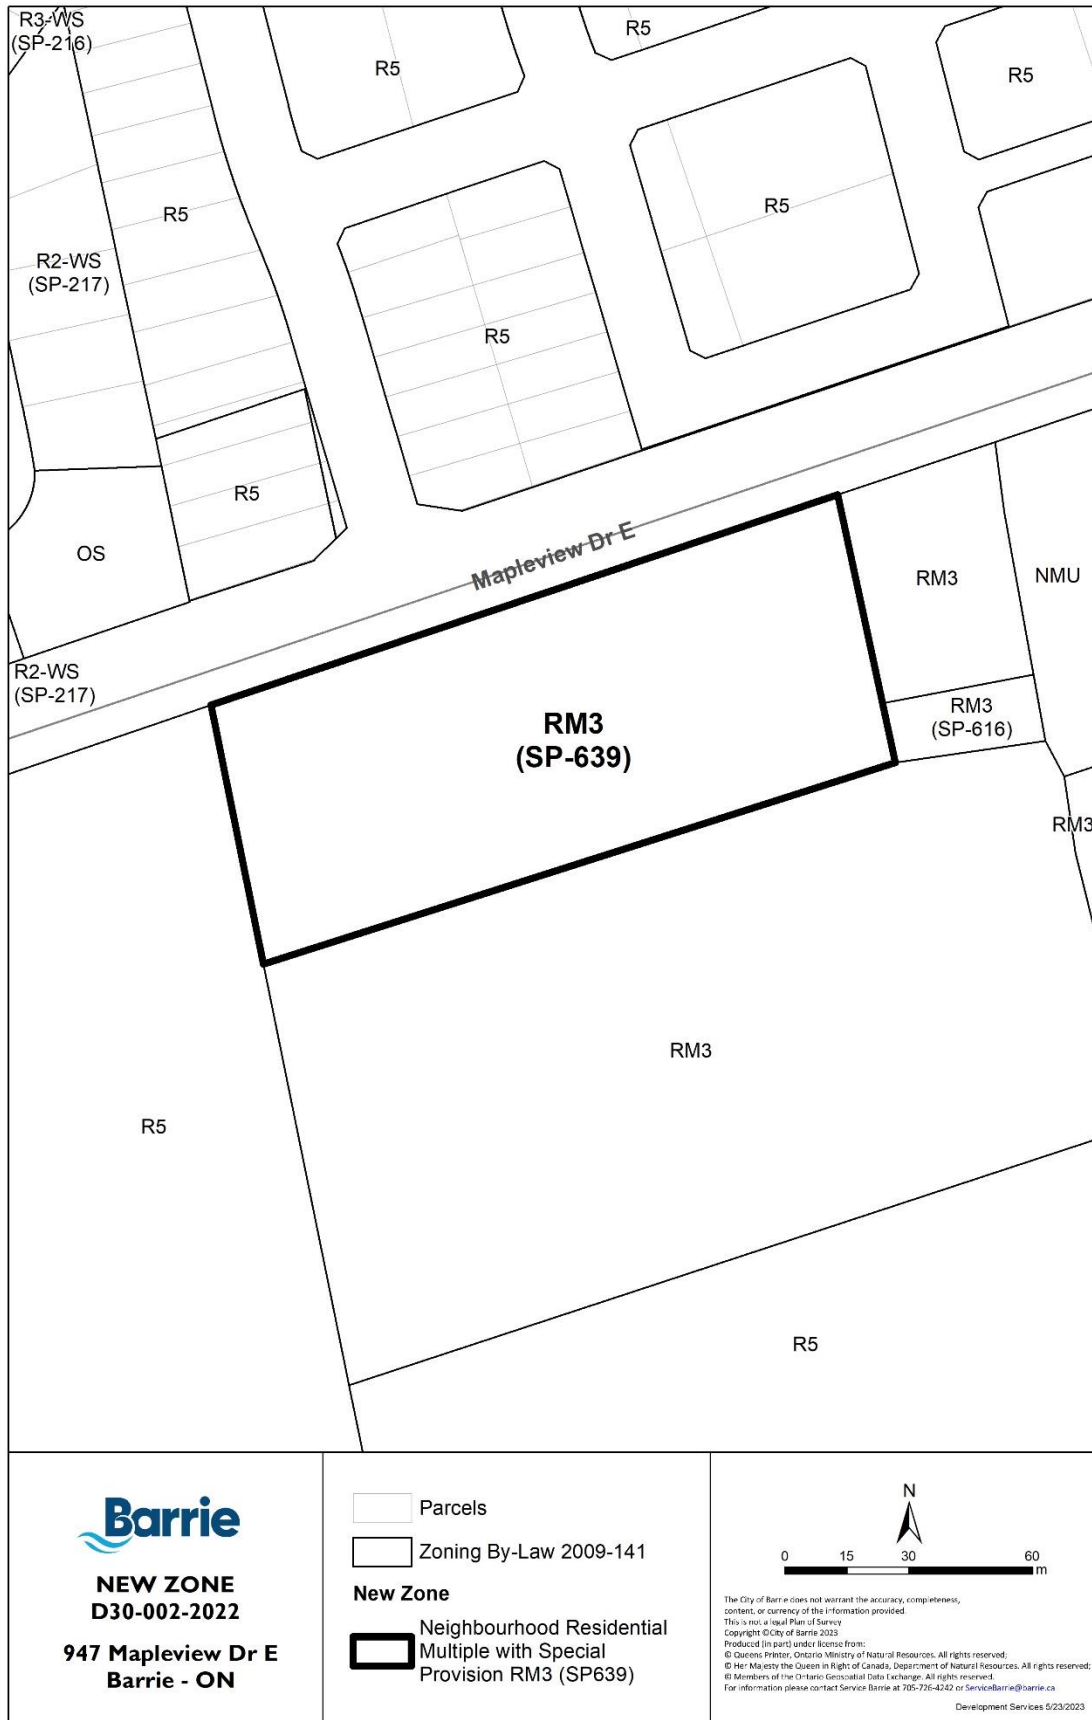 R3-WS
(SP-216)
R5
R5
R5
R5
R5
R2-WS
(SP-217)
R5
R5
OS
Mapleview Dr E
RM3
NMU
R2-WS
(SP-217)
RM3
(SP-639)
RM3
(SP-616)
RM3
RM3
R5
R5
Barrie
NEW ZONE
D30-002-2022
947 Mapleview Dr E
Barrie - ON
Parcels
Zoning By-Law 2009-141
New Zone
Neighbourhood Residential
Multiple with Special
Provision RM3 (SP639)
N
0 15 30 60
m
The City of Barrie does not warrant the accuracy, completeness,
content, or currency of the information provided.
This is not a legal Plan of Survey
Copyright ©City of Barrie 2023
Produced (in part) under license from:
© Queens Printer, Ontario Ministry of Natural Resources. All rights reserved;
© Her Majesty the Queen in Right of Canada, Department of Natural Resources. All rights reserved;
© Members of the Ontario Geospatial Data Exchange. All rights reserved.
For information please contact Service Barrie at 705-726-4242 or ServiceBarrie@barrie.ca
Development Services 5/23/2023